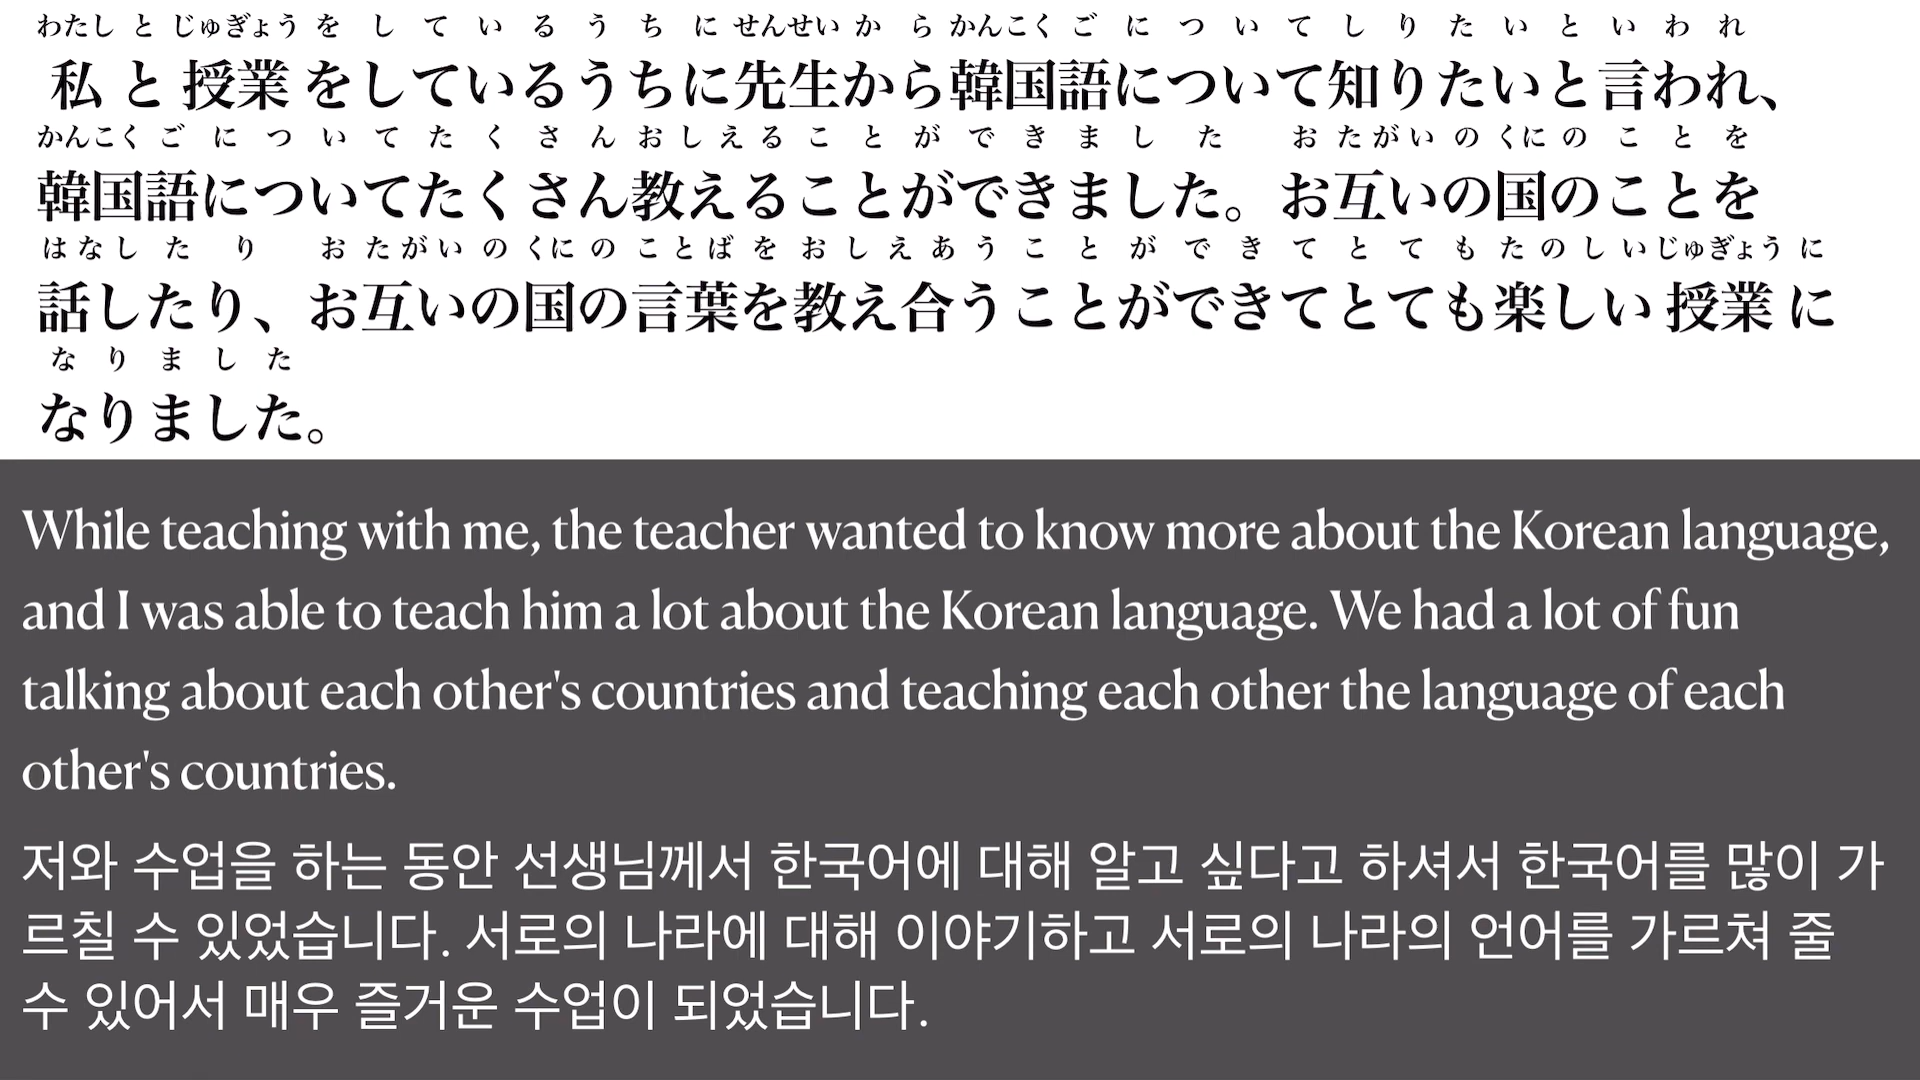 わたし と じゅぎょう を し て い る う ち に せんせい か ら かんこく ご に つ い て し り た い と い わ れ
私と授業をしているうちに先生から韓国語について知りたいと言われ、
かんこく ご に つ い て た く さ ん お し え る こ と が で き ま し た お た が い の くに の こ と を
韓国語についてたくさん教えることができました。お互いの国のことを
は な し た り お た が い の くに の こ と ば を お し え あ う こ と が で き て と て も た の し い じゅぎょう に
話したり、お互いの国の言葉を教え合うことができてとても楽しい授業に
な り ま し た
なりました。
While teaching with me, the teacher wanted to know more about the Korean language,
and I was able to teach him a lot about the Korean language. We had a lot of fun
talking about each other's countries and teaching each other the language of each
other's countries.
저와 수업을 하는 동안 선생님께서 한국어에 대해 알고 싶다고 하셔서 한국어를 많이 가
르칠 수 있었습니다. 서로의 나라에 대해 이야기하고 서로의 나라의 언어를 가르쳐 줄
수 있어서 매우 즐거운 수업이 되었습니다.